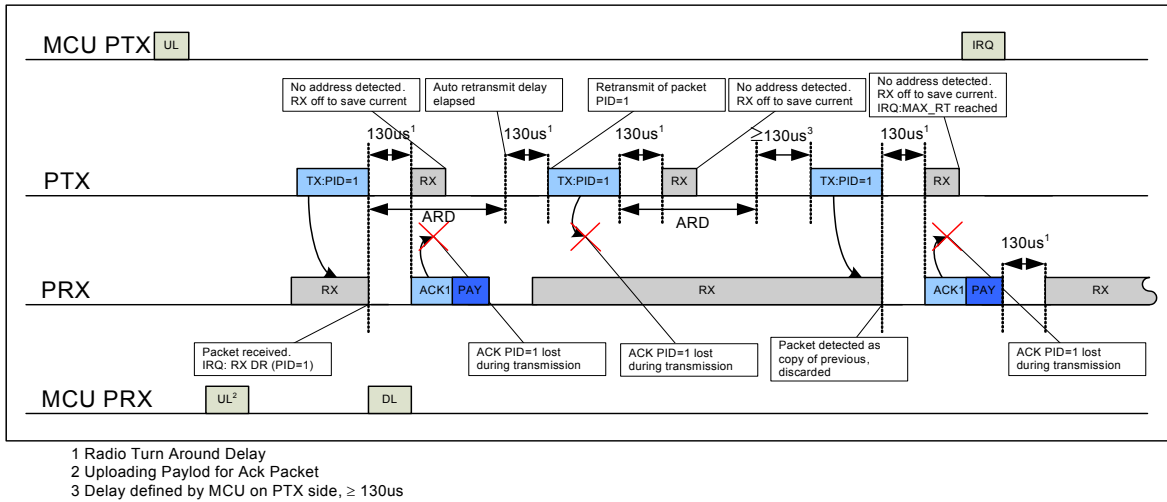 MCU PTX
UL
IRQ
No address detected.
RX off to save current
Auto retransmit delay
elapsed
Retransmit of packet
PID=1
No address detected.
RX off to save current
No address detected.
RX off to save current.
IRQ:MAX_RT reached
130us¹
130us¹
130us¹
≥130us³
130us¹
PTX
TX:PID=1
RX
TX:PID=1
RX
TX:PID=1
RX
ARD
ARD
130us¹
PRX
RX
ACK1
PAY
RX
ACK1
PAY
RX
Packet received.
IRQ: RX DR (PID=1)
ACK PID=1 lost
during transmission
ACK PID=1 lost
during transmission
Packet detected as
copy of previous,
discarded
ACK PID=1 lost
during transmission
MCU PRX
UL²
DL
1 Radio Turn Around Delay
2 Uploading Paylod for Ack Packet
3 Delay defined by MCU on PTX side, ≥ 130us